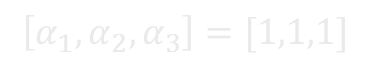 [α₁, α₂, α₃] = [1,1,1]